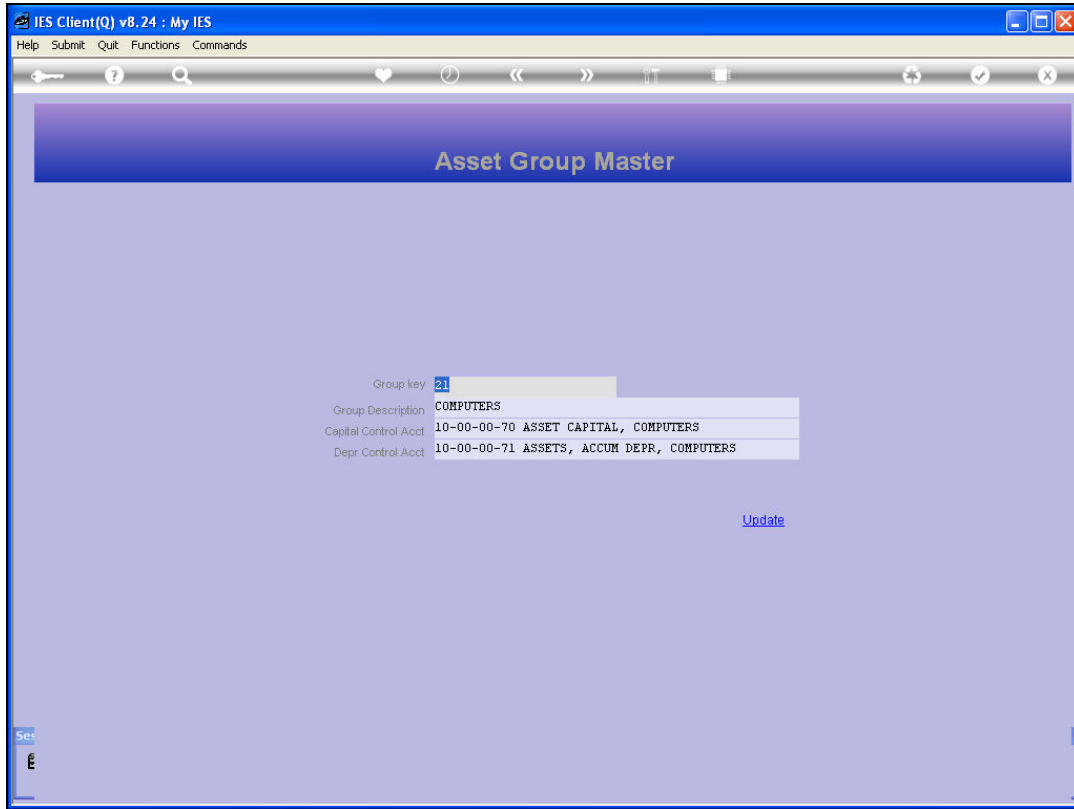 IES Client(Q) v8.24 : My IES
Help Submit Quit Functions Commands
Asset Group Master
Group key 21
Group Description COMPUTERS
Capital Control Acct 10-00-00-70 ASSET CAPITAL, COMPUTERS
Depr Control Acct 10-00-00-71 ASSETS, ACCUM DEPR, COMPUTERS
Update
Ses